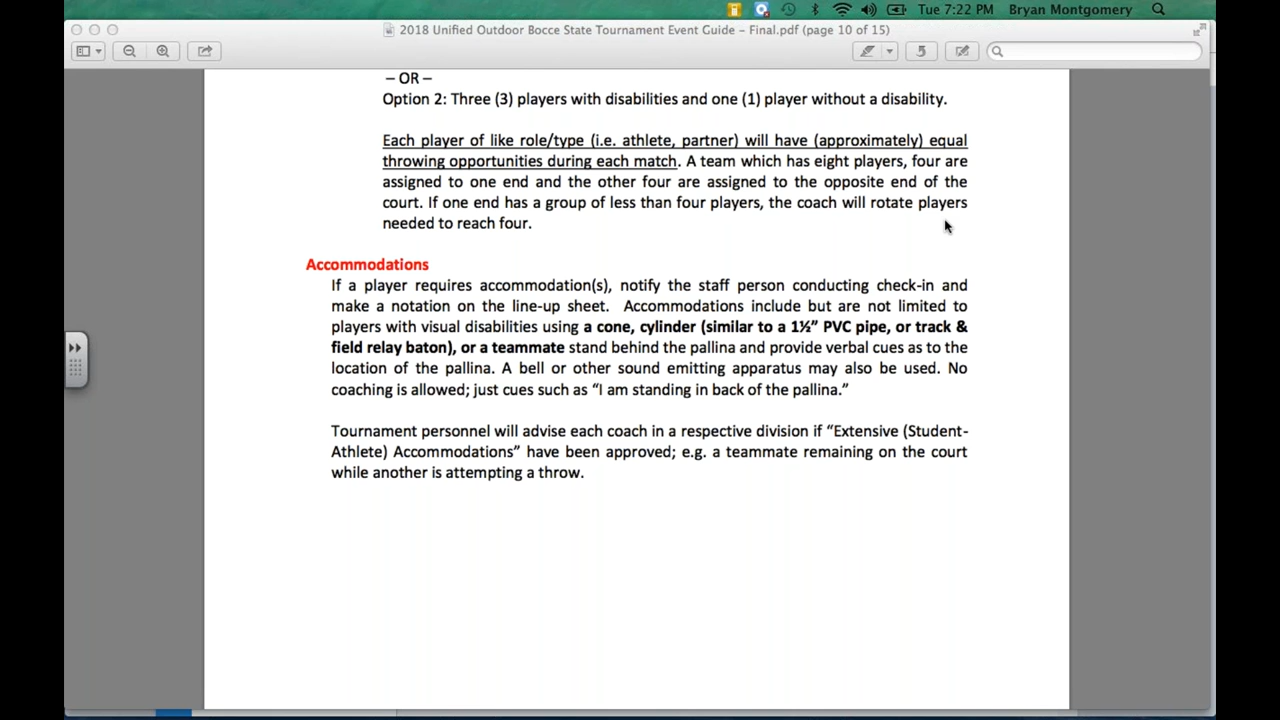 Tue 7:22 PM Bryan Montgomery
2018 Unified Outdoor Bocce State Tournament Event Guide – Final.pdf (page 10 of 15)
– OR –
Option 2: Three (3) players with disabilities and one (1) player without a disability.
Each player of like role/type (i.e. athlete, partner) will have (approximately) equal
throwing opportunities during each match. A team which has eight players, four are
assigned to one end and the other four are assigned to the opposite end of the
court. If one end has a group of less than four players, the coach will rotate players
needed to reach four.
Accommodations
If a player requires accommodation(s), notify the staff person conducting check-in and
make a notation on the line-up sheet. Accommodations include but are not limited to
players with visual disabilities using a cone, cylinder (similar to a 1½” PVC pipe, or track &
field relay baton), or a teammate stand behind the pallina and provide verbal cues as to the
location of the pallina. A bell or other sound emitting apparatus may also be used. No
coaching is allowed; just cues such as “I am standing in back of the pallina.”
Tournament personnel will advise each coach in a respective division if “Extensive (Student-
Athlete) Accommodations” have been approved; e.g. a teammate remaining on the court
while another is attempting a throw.